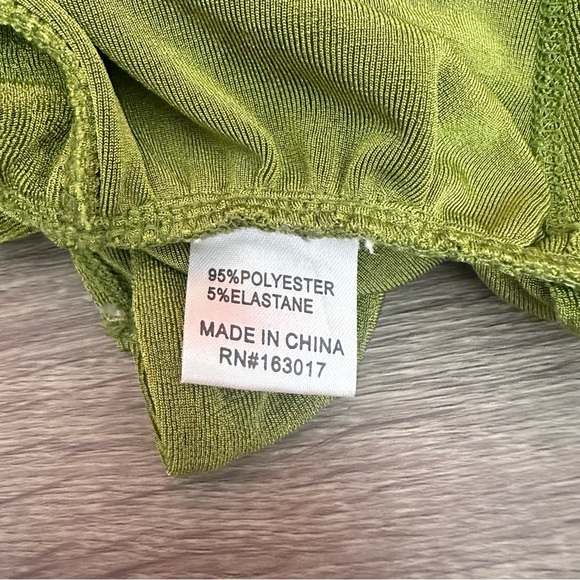 95%POLYESTER
5%ELASTANE
MADE IN CHINA
RN#163017